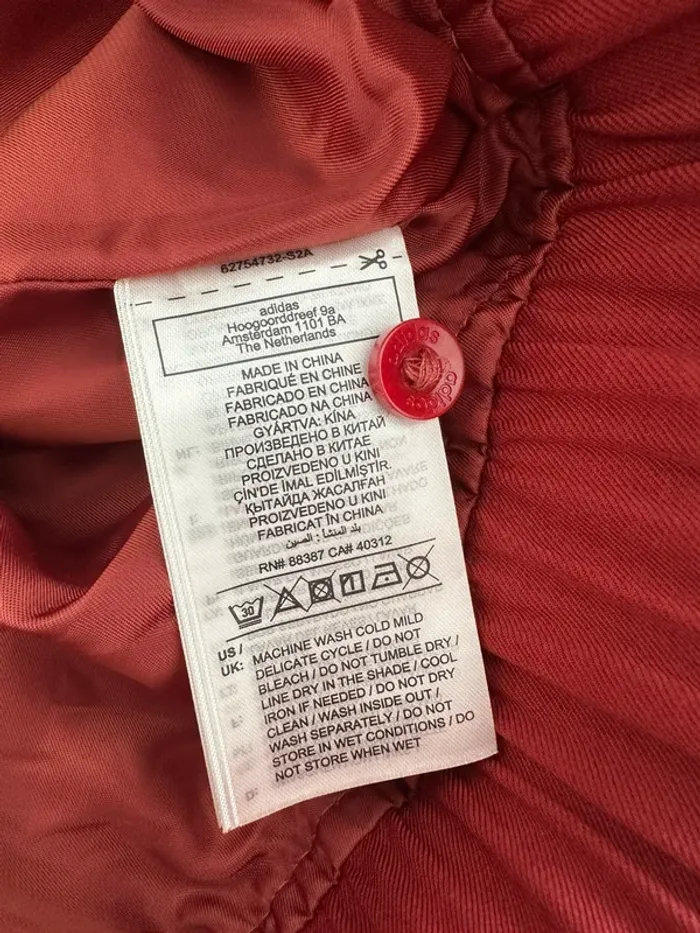 62754732-S2A
adidas
Hoogoorddreef 9a
Amsterdam 1101 BA
The Netherlands
adidas
adidas
MADE IN CHINA
FABRIQUÉ EN CHINE
FABRICADO EN CHINA
FABRICADO NA CHINA
GYÁRTVA: KÍNA
ПРОИЗВЕДЕНО В КИТАЙ
СДЕЛАНО В КИТАЕ
PROIZVEDENO U KINI
ÇİN'DE İMAL EDİLMİŞTİR.
ҚЫТАЙДА ЖАСАЛҒАН
PROIZVEDENO U KINI
FABRICAT ÎN CHINA
بلد المنشأ : الصين
RN# 88387 CA# 40312
30
US / UK: MACHINE WASH COLD MILD
DELICATE CYCLE / DO NOT
BLEACH / DO NOT TUMBLE DRY /
LINE DRY IN THE SHADE / COOL
IRON IF NEEDED / DO NOT DRY
CLEAN / WASH INSIDE OUT /
WASH SEPARATELY / DO NOT
STORE IN WET CONDITIONS / DO
NOT STORE WHEN WET